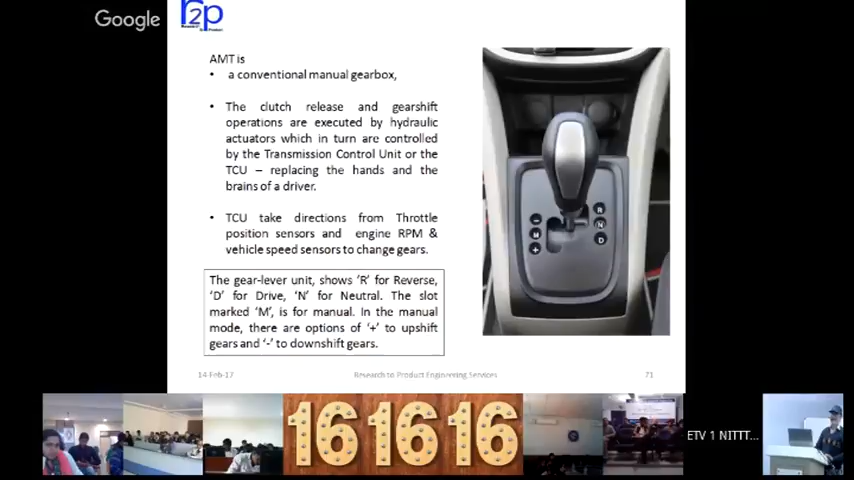 Google
r2p
AMT is
• a conventional manual gearbox,
• The clutch release and gearshift
operations are executed by hydraulic
actuators which in turn are controlled
by the Transmission Control Unit or the
TCU – replacing the hands and the
brains of a driver.
• TCU take directions from Throttle
position sensors and engine RPM &
vehicle speed sensors to change gears.
The gear-lever unit, shows 'R' for Reverse,
'D' for Drive, 'N' for Neutral. The slot
marked 'M', is for manual. In the manual
mode, there are options of '+' to upshift
gears and '-' to downshift gears.
- R
M N
+ D
14-Feb-17 Research to Product Engineering Services 71
16 16 16
ETV 1 NITTT...